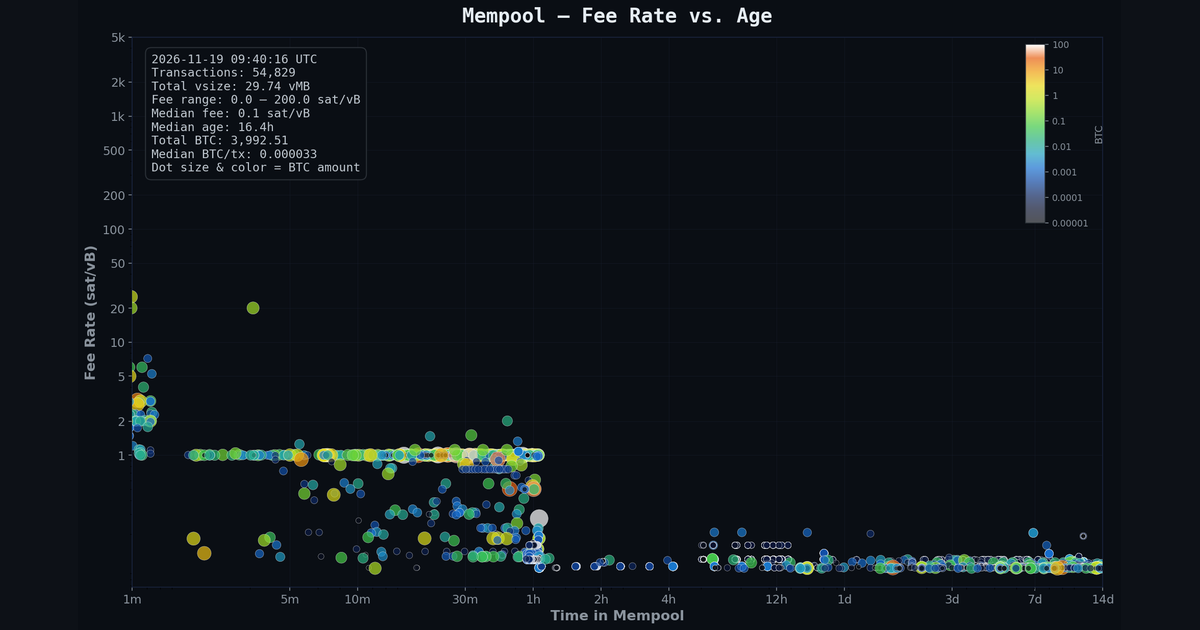 Mempool — Fee Rate vs. Age
2026-11-19 09:40:16 UTC
Transactions: 54,829
Total vsize: 29.74 vMB
Fee range: 0.0 — 200.0 sat/vB
Median fee: 0.1 sat/vB
Median age: 16.4h
Total BTC: 3,992.51
Median BTC/tx: 0.000033
Dot size & color = BTC amount
100
10
1
0.1
0.01
0.001
0.0001
0.00001
BTC
Fee Rate (sat/vB)
5k
2k
1k
500
200
100
50
20
10
5
2
1
1m
5m
10m
30m
1h
2h
4h
12h
1d
3d
7d
14d
Time in Mempool